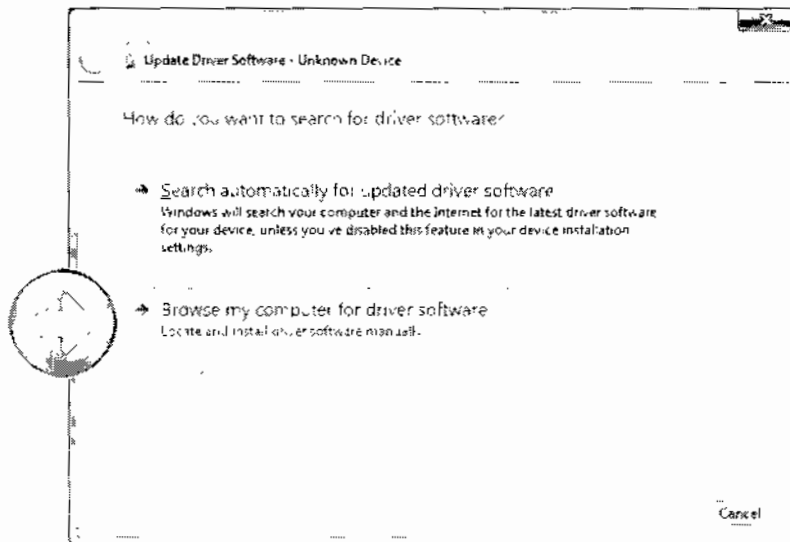 Update Driver Software - Unknown Device
How do you want to search for driver software?
Search automatically for updated driver software
Windows will search your computer and the Internet for the latest driver software
for your device, unless you've disabled this feature in your device installation
settings.
Browse my computer for driver software
Locate and install driver software manually.
Cancel